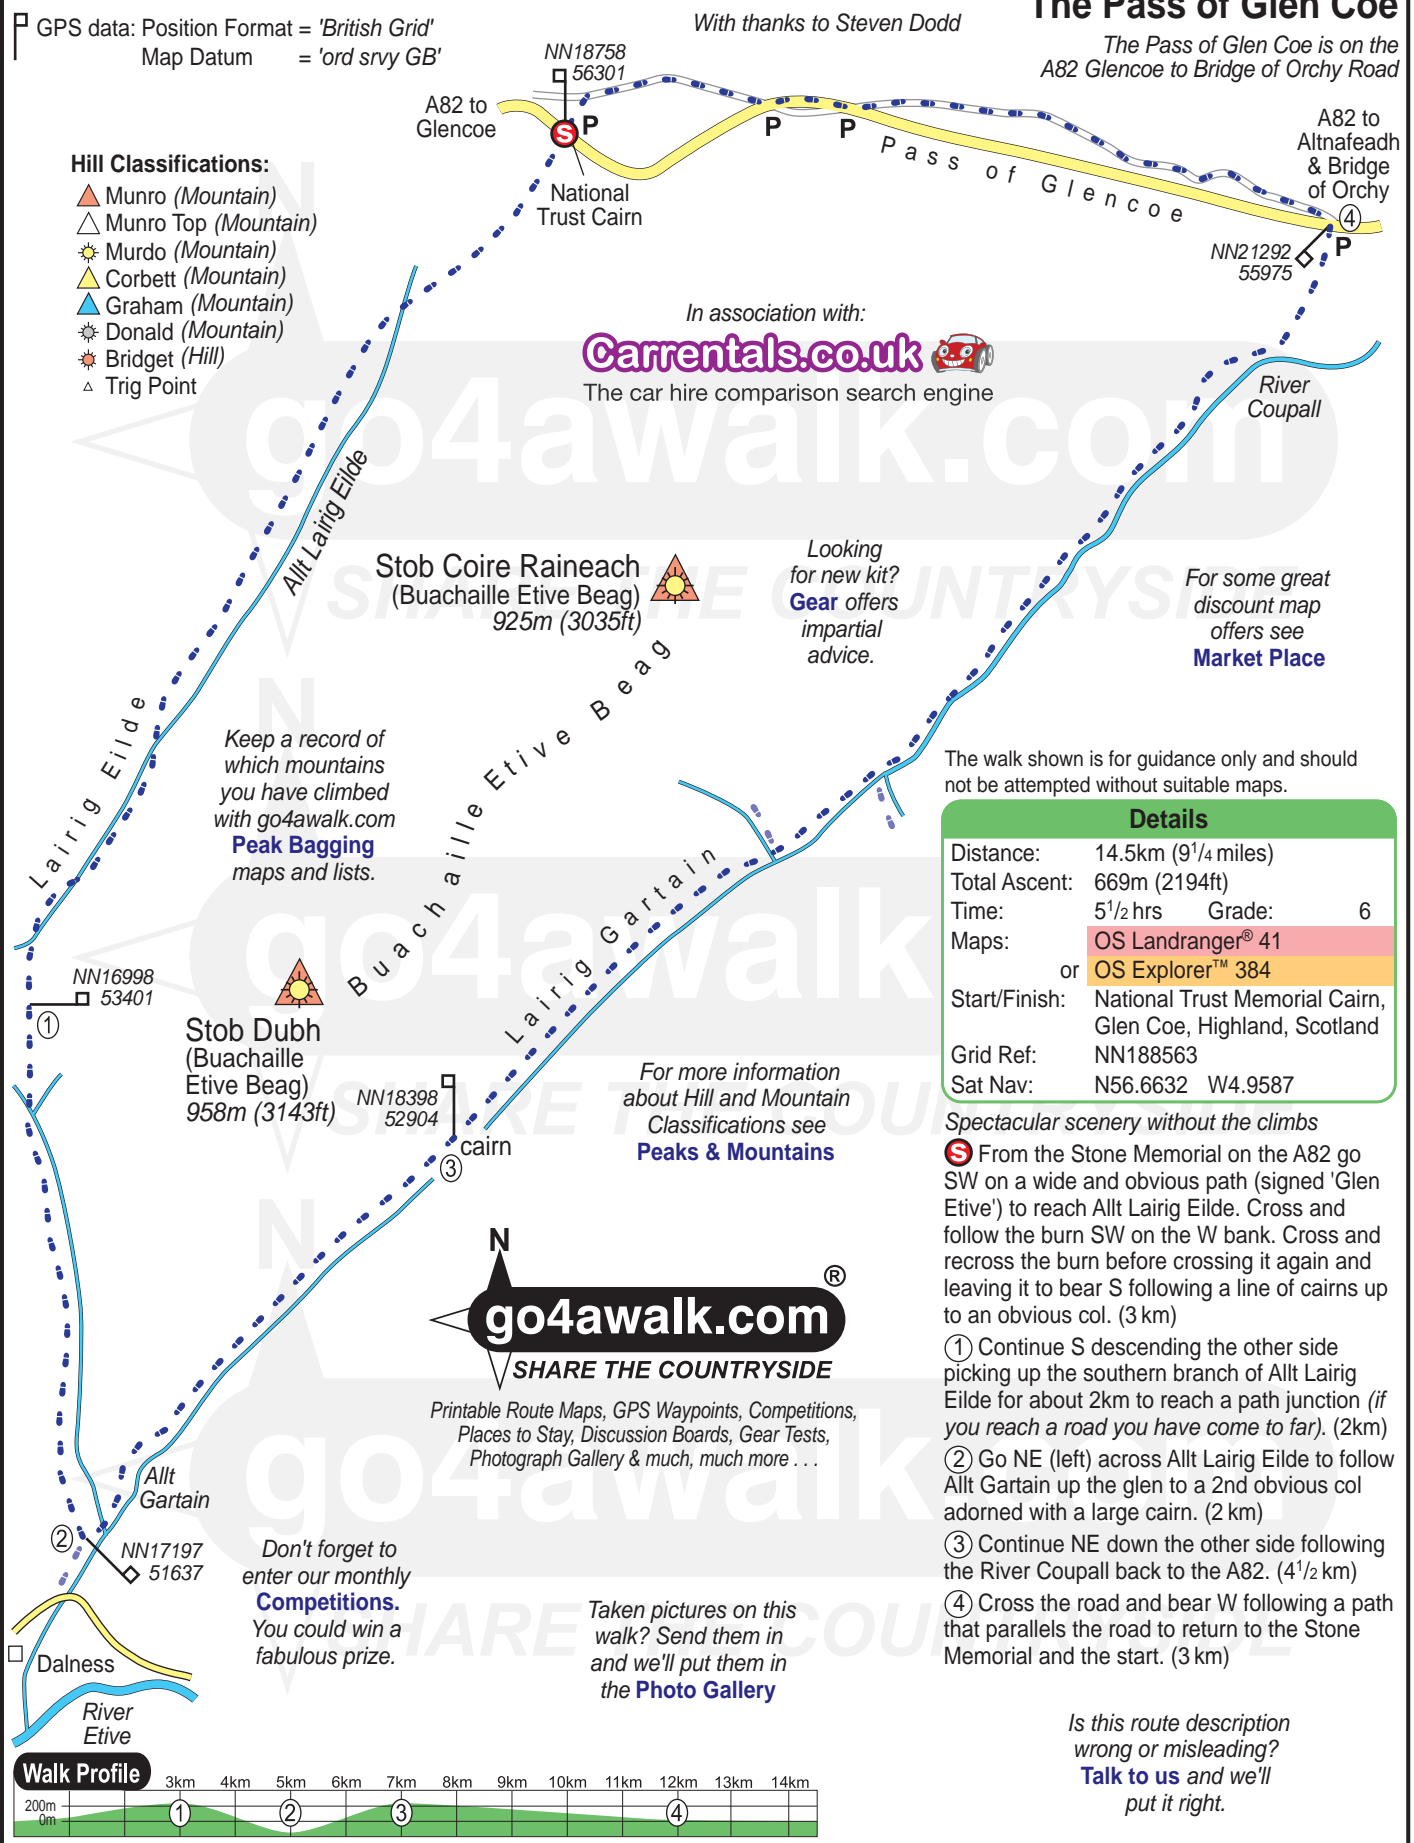 GPS data: Position Format = 'British Grid'
Map Datum = 'ord srvy GB'
With thanks to Steven Dodd
The Pass of Glen Coe
The Pass of Glen Coe is on the
A82 Glencoe to Bridge of Orchy Road
NN18758
56301
A82 to
Glencoe
S
P
P
P
National
Trust Cairn
Pass of Glencoe
A82 to
Altnafeadh
& Bridge
of Orchy
4
P
NN21292
55975
Hill Classifications:
Munro (Mountain)
Munro Top (Mountain)
Murdo (Mountain)
Corbett (Mountain)
Graham (Mountain)
Donald (Mountain)
Bridget (Hill)
Trig Point
In association with:
Carrentals.co.uk
The car hire comparison search engine
River
Coupall
N
go4awalk.com
SHARE THE COUNTRYSIDE
Allt Lairig Eilde
Stob Coire Raineach
(Buachaille Etive Beag)
925m (3035ft)
Looking
for new kit?
Gear offers
impartial
advice.
For some great
discount map
offers see
Market Place
Lairig Eilde
Keep a record of
which mountains
you have climbed
with go4awalk.com
Peak Bagging
maps and lists.
Buachaille Etive Beag
Lairig Gartain
N
go4awalk
SHARE THE COUNTRYSIDE
NN16998
53401
1
Stob Dubh
(Buachaille
Etive Beag)
958m (3143ft)
NN18398
52904
cairn
3
For more information
about Hill and Mountain
Classifications see
Peaks & Mountains
The walk shown is for guidance only and should
not be attempted without suitable maps.
Details
Distance: 14.5km (9 1/4 miles)
Total Ascent: 669m (2194ft)
Time: 5 1/2 hrs Grade: 6
Maps: OS Landranger® 41
or OS Explorer™ 384
Start/Finish: National Trust Memorial Cairn,
Glen Coe, Highland, Scotland
Grid Ref: NN188563
Sat Nav: N56.6632 W4.9587
Spectacular scenery without the climbs
S From the Stone Memorial on the A82 go
SW on a wide and obvious path (signed 'Glen
Etive') to reach Allt Lairig Eilde. Cross and
follow the burn SW on the W bank. Cross and
recross the burn before crossing it again and
leaving it to bear S following a line of cairns up
to an obvious col. (3 km)
1 Continue S descending the other side
picking up the southern branch of Allt Lairig
Eilde for about 2km to reach a path junction (if
you reach a road you have come to far). (2km)
2 Go NE (left) across Allt Lairig Eilde to follow
Allt Gartain up the glen to a 2nd obvious col
adorned with a large cairn. (2 km)
3 Continue NE down the other side following
the River Coupall back to the A82. (4 1/2 km)
4 Cross the road and bear W following a path
that parallels the road to return to the Stone
Memorial and the start. (3 km)
N
go4awalk.com ®
SHARE THE COUNTRYSIDE
Printable Route Maps, GPS Waypoints, Competitions,
Places to Stay, Discussion Boards, Gear Tests,
Photograph Gallery & much, much more . . .
N
go4awalk.com
SHARE THE COUNTRYSIDE
Allt
Gartain
2
NN17197
51637
Dalness
River
Etive
Don't forget to
enter our monthly
Competitions.
You could win a
fabulous prize.
Taken pictures on this
walk? Send them in
and we'll put them in
the Photo Gallery
Is this route description
wrong or misleading?
Talk to us and we'll
put it right.
Walk Profile
3km 4km 5km 6km 7km 8km 9km 10km 11km 12km 13km 14km
200m
0m
1 2 3 4